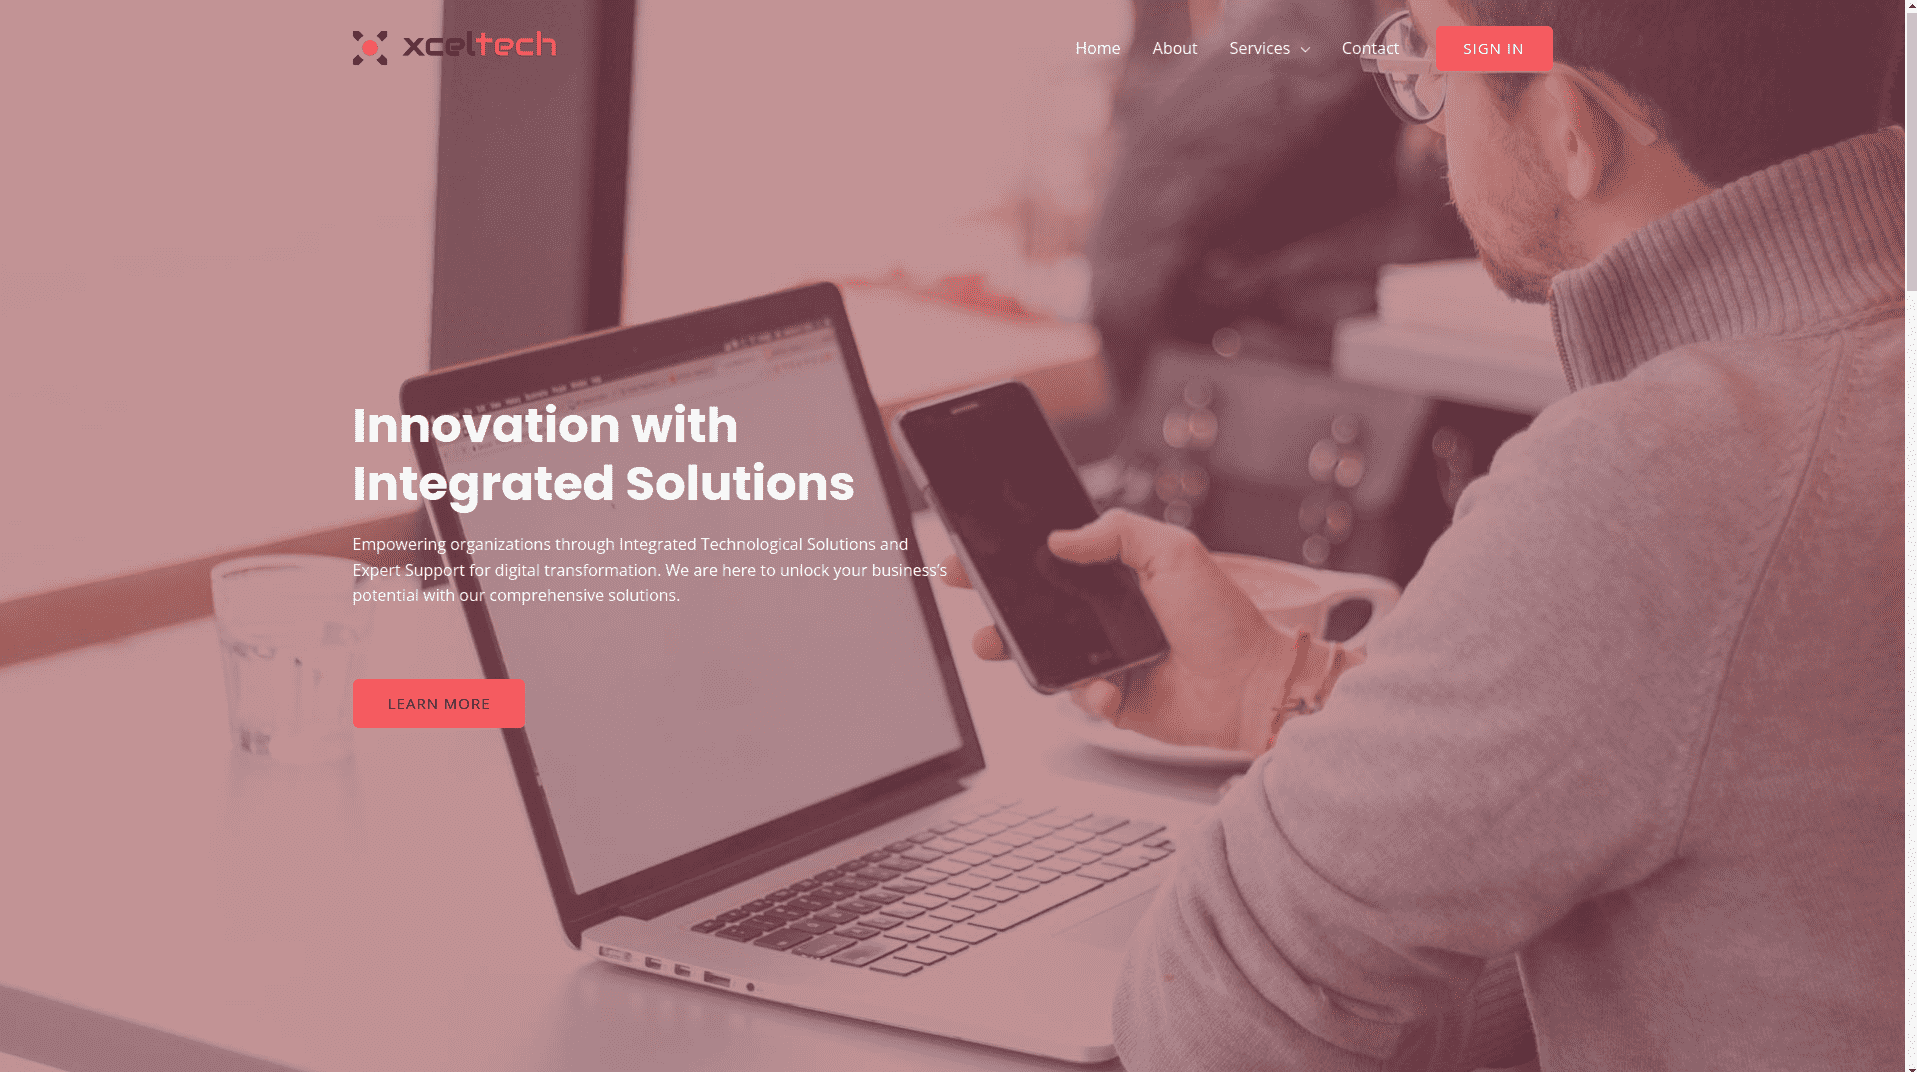 xceltech
Home About Services Contact SIGN IN
Innovation with
Integrated Solutions
Empowering organizations through Integrated Technological Solutions and
Expert Support for digital transformation. We are here to unlock your business’s
potential with our comprehensive solutions.
LEARN MORE